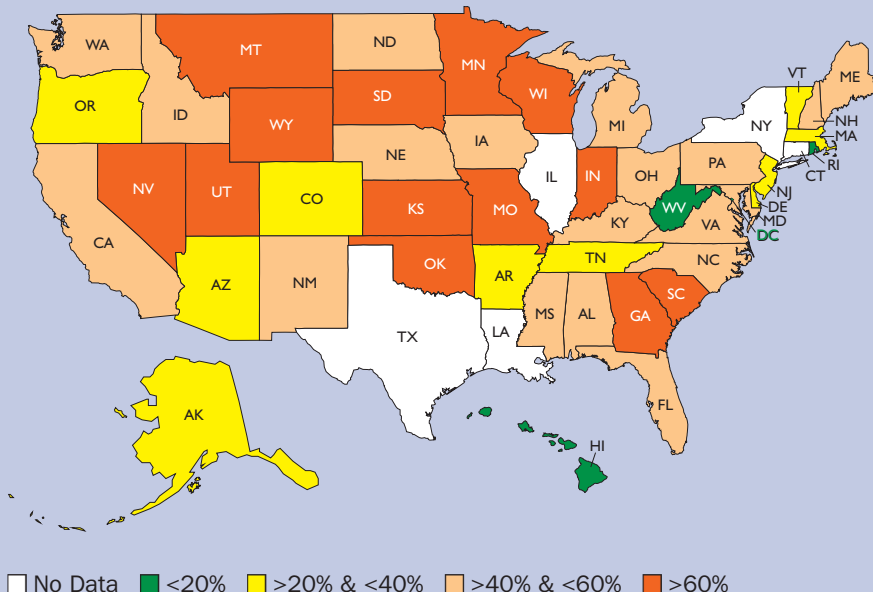 WA
MT
ND
MN
VT
ME
OR
ID
SD
WI
NH
MA
WY
MI
NY
RI
CT
IA
NE
PA
NJ
NV
UT
CO
IL
IN
OH
DE
MD
WV
VA
DC
CA
KS
MO
KY
NC
AZ
NM
OK
AR
TN
SC
TX
LA
MS
AL
GA
FL
AK
HI
No Data <20% >20% & <40% >40% & <60% >60%